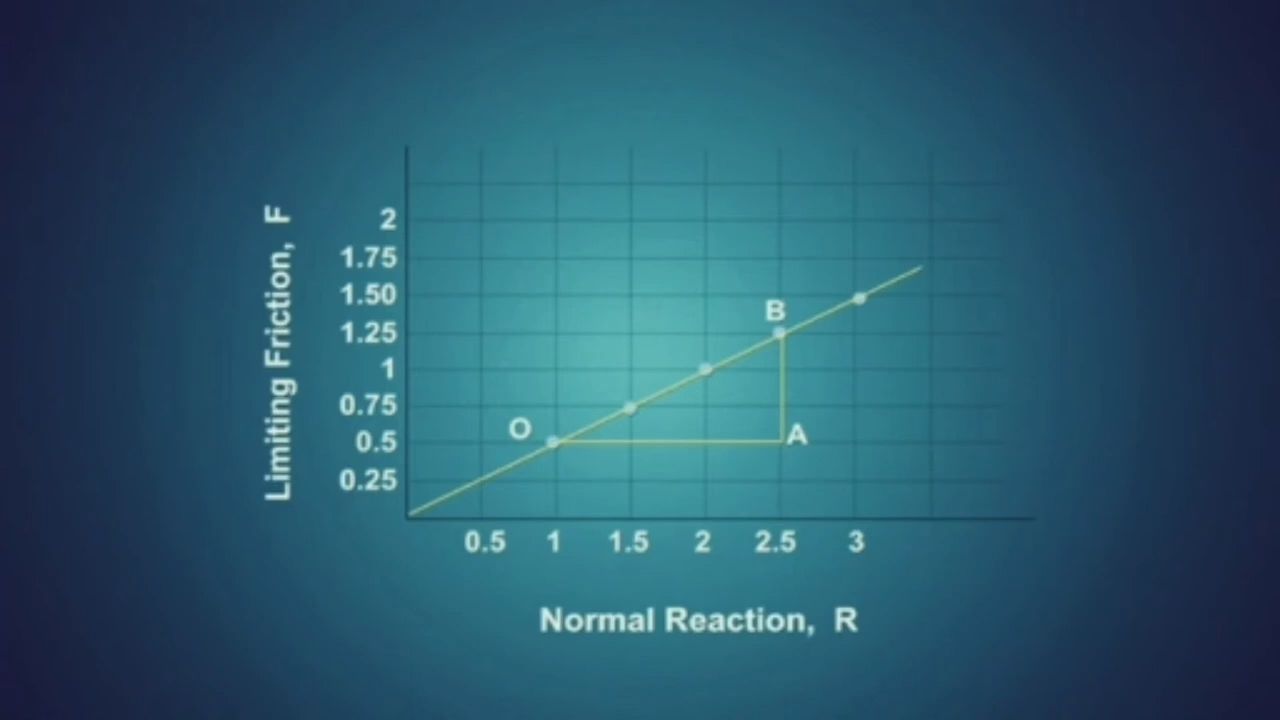 Limiting Friction, F
2
1.75
1.50
1.25
1
0.75
0.5
0.25
B
O
A
0.5 1 1.5 2 2.5 3
Normal Reaction, R